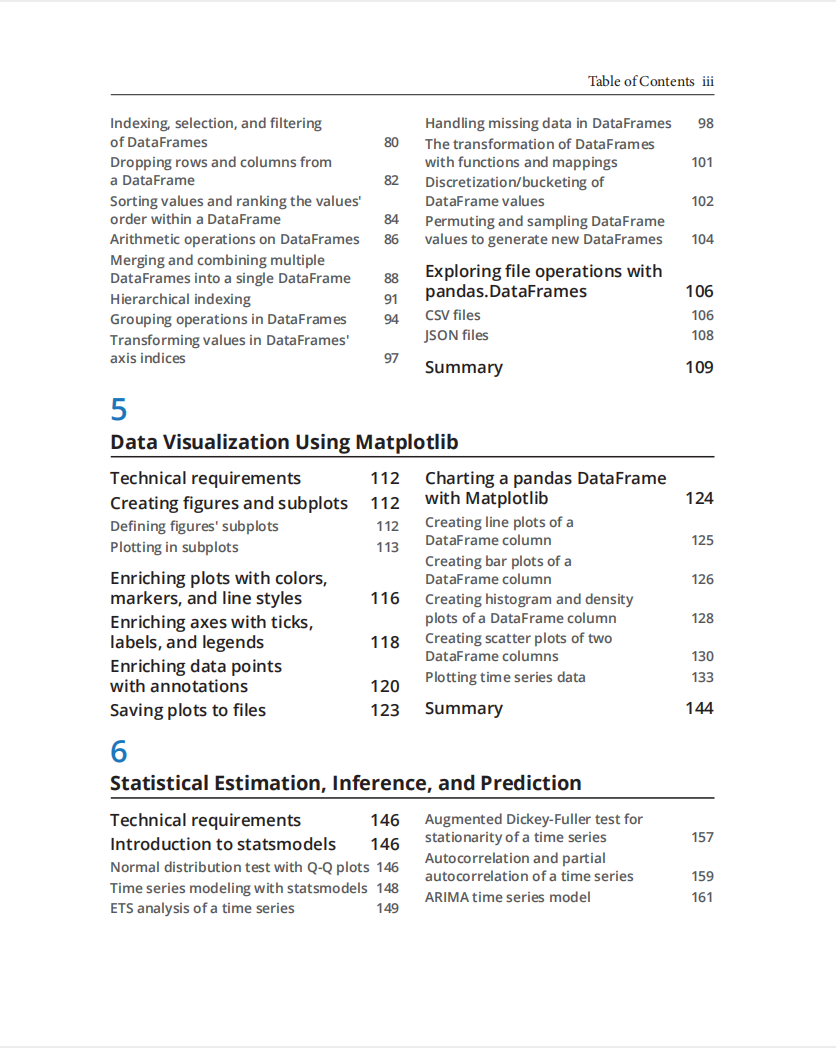 Table of Contents iii
Indexing, selection, and filtering
of DataFrames 80
Dropping rows and columns from
a DataFrame 82
Sorting values and ranking the values'
order within a DataFrame 84
Arithmetic operations on DataFrames 86
Merging and combining multiple
DataFrames into a single DataFrame 88
Hierarchical indexing 91
Grouping operations in DataFrames 94
Transforming values in DataFrames'
axis indices 97
Handling missing data in DataFrames 98
The transformation of DataFrames
with functions and mappings 101
Discretization/bucketing of
DataFrame values 102
Permuting and sampling DataFrame
values to generate new DataFrames 104
Exploring file operations with
pandas.DataFrames 106
CSV files 106
JSON files 108
Summary 109
5
Data Visualization Using Matplotlib
Technical requirements 112
Creating figures and subplots 112
Defining figures' subplots 112
Plotting in subplots 113
Enriching plots with colors,
markers, and line styles 116
Enriching axes with ticks,
labels, and legends 118
Enriching data points
with annotations 120
Saving plots to files 123
Charting a pandas DataFrame
with Matplotlib 124
Creating line plots of a
DataFrame column 125
Creating bar plots of a
DataFrame column 126
Creating histogram and density
plots of a DataFrame column 128
Creating scatter plots of two
DataFrame columns 130
Plotting time series data 133
Summary 144
6
Statistical Estimation, Inference, and Prediction
Technical requirements 146
Introduction to statsmodels 146
Normal distribution test with Q-Q plots 146
Time series modeling with statsmodels 148
ETS analysis of a time series 149
Augmented Dickey-Fuller test for
stationarity of a time series 157
Autocorrelation and partial
autocorrelation of a time series 159
ARIMA time series model 161